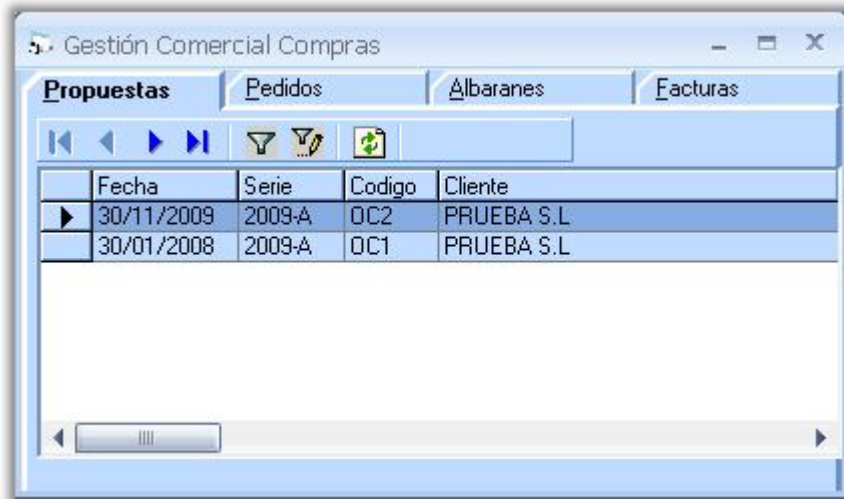 Gestión Comercial Compras
Propuestas Pedidos Albaranes Facturas
Fecha Serie Codigo Cliente
30/11/2009 2009-A OC2 PRUEBA S.L
30/01/2008 2009-A OC1 PRUEBA S.L